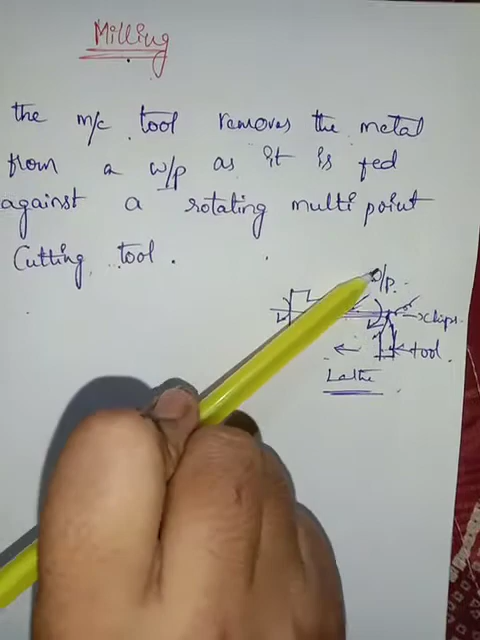 Milling
the m/c tool removes the metal
from a w/p as it is fed
against a rotating multi point
Cutting tool.
w/p.
chips
tool
Lathe